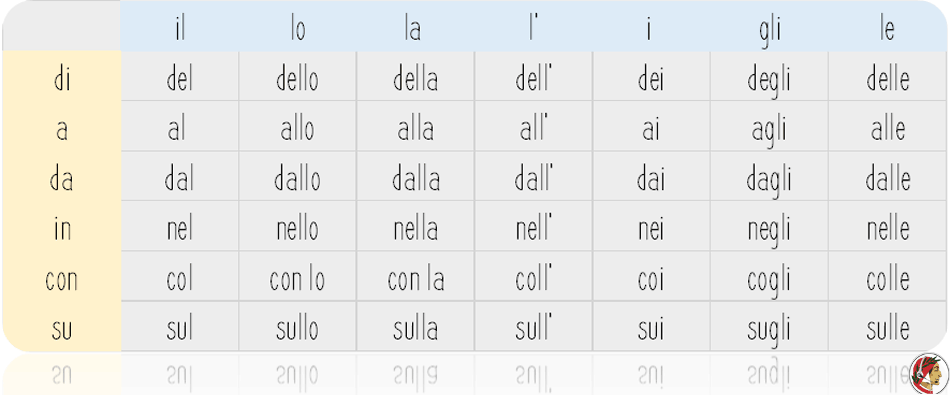 il lo la l' i gli le
di del dello della dell' dei degli delle
a al allo alla all' ai agli alle
da dal dallo dalla dall' dai dagli dalle
in nel nello nella nell' nei negli nelle
con col con lo con la coll' coi cogli colle
su sul sullo sulla sull' sui sugli sulle